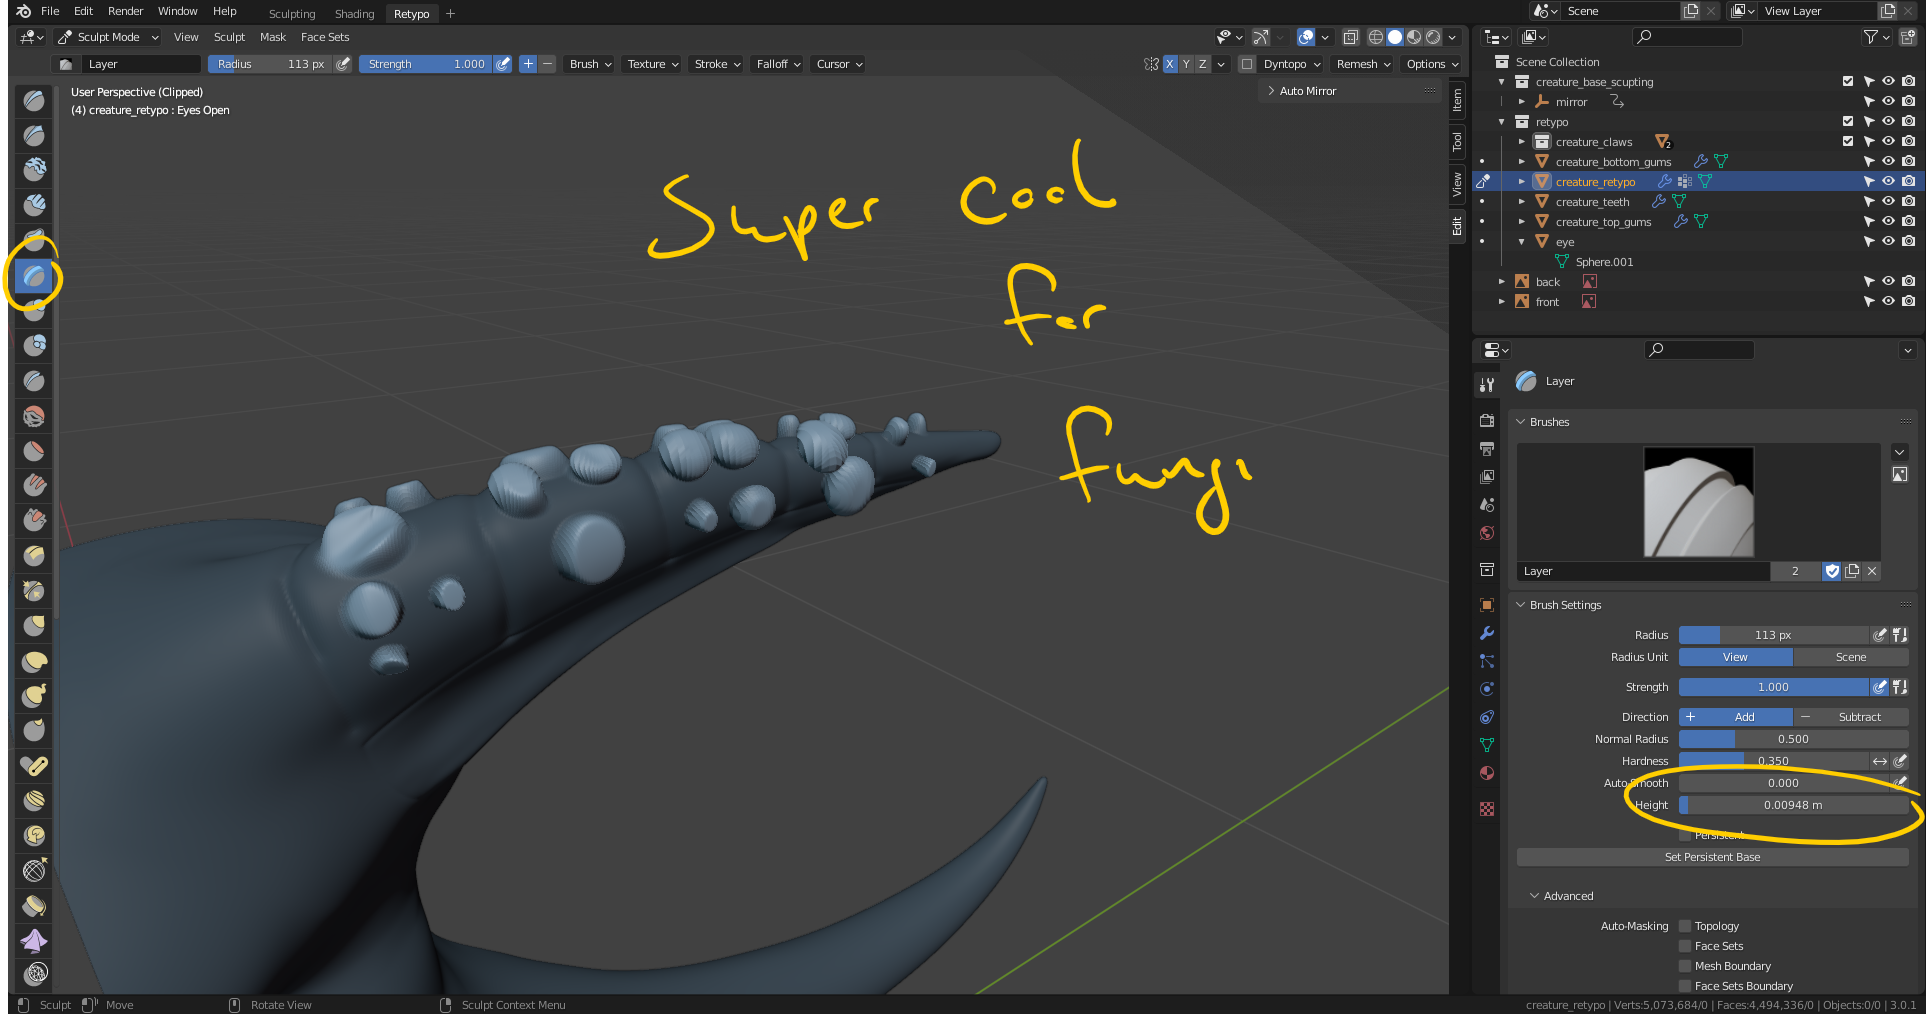 File Edit Render Window Help Sculpting Shading Retypo + Scene View Layer
Sculpt Mode View Sculpt Mask Face Sets
Layer Radius 113 px Strength 1.000 + − Brush Texture Stroke Falloff Cursor X Y Z Dyntopo Remesh Options
User Perspective (Clipped)
(4) creature_retypo : Eyes Open
Auto Mirror
Item
Tool
View
Edit
Super cool
for
fungi
Scene Collection
creature_base_scupting
mirror
retypo
creature_claws 2
creature_bottom_gums
creature_retypo
creature_teeth
creature_top_gums
eye
Sphere.001
back
front
Layer
Brushes
Layer 2
Brush Settings
Radius 113 px
Radius Unit View Scene
Strength 1.000
Direction + Add − Subtract
Normal Radius 0.500
Hardness 0.350
Auto-Smooth 0.000
Height 0.00948 m
Persistent
Set Persistent Base
Advanced
Auto-Masking Topology
Face Sets
Mesh Boundary
Face Sets Boundary
Sculpt Move Rotate View Sculpt Context Menu creature_retypo | Verts:5,073,684/0 | Faces:4,494,336/0 | Objects:0/0 | 3.0.1